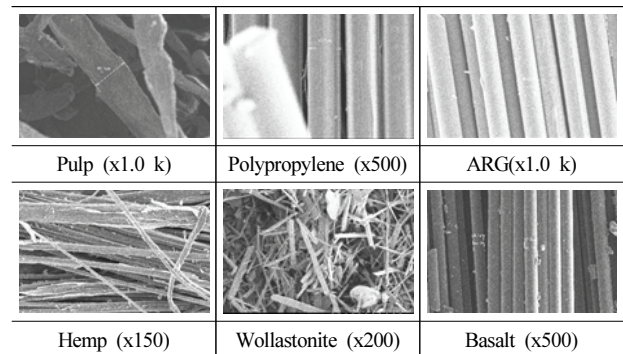 Pulp (x1.0 k)
Polypropylene (x500)
ARG(x1.0 k)
Hemp (x150)
Wollastonite (x200)
Basalt (x500)